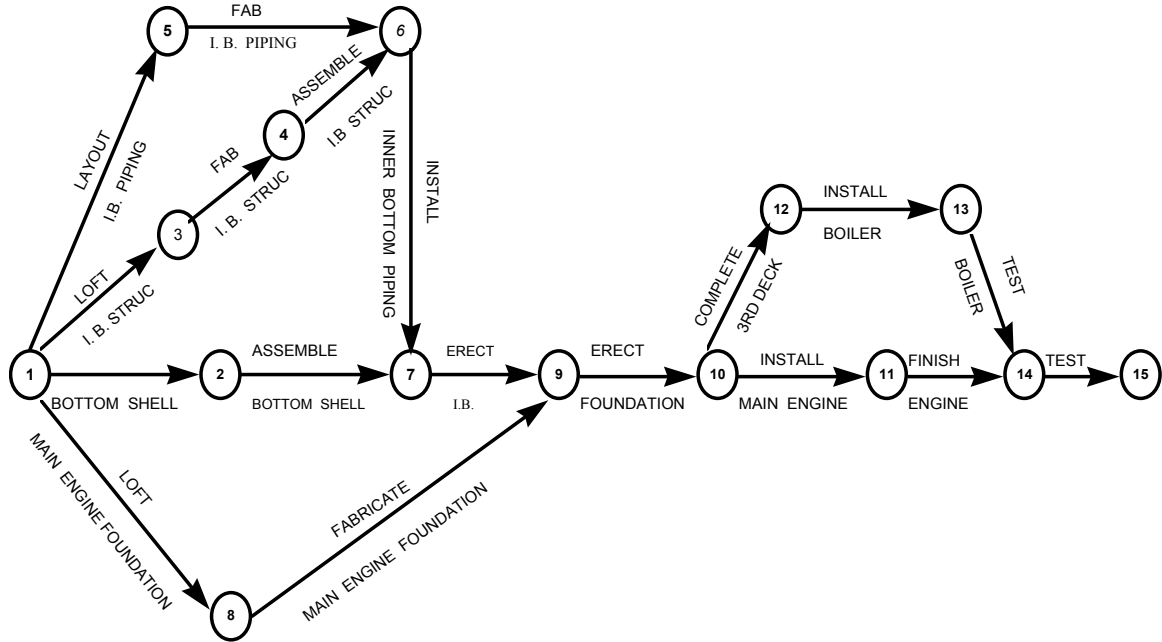 5
FAB
I. B. PIPING
6
LAYOUT
I.B. PIPING
ASSEMBLE
I.B STRUC
4
FAB
I. B. STRUC
3
LOFT
I. B. STRUC
INSTALL
INNER BOTTOM PIPING
12
INSTALL
BOILER
13
COMPLETE
3RD DECK
TEST
BOILER
1
BOTTOM SHELL
2
ASSEMBLE
BOTTOM SHELL
7
ERECT
I.B.
9
ERECT
FOUNDATION
10
INSTALL
MAIN ENGINE
11
FINISH
ENGINE
14
TEST
15
LOFT
MAIN ENGINE FOUNDATION
8
FABRICATE
MAIN ENGINE FOUNDATION